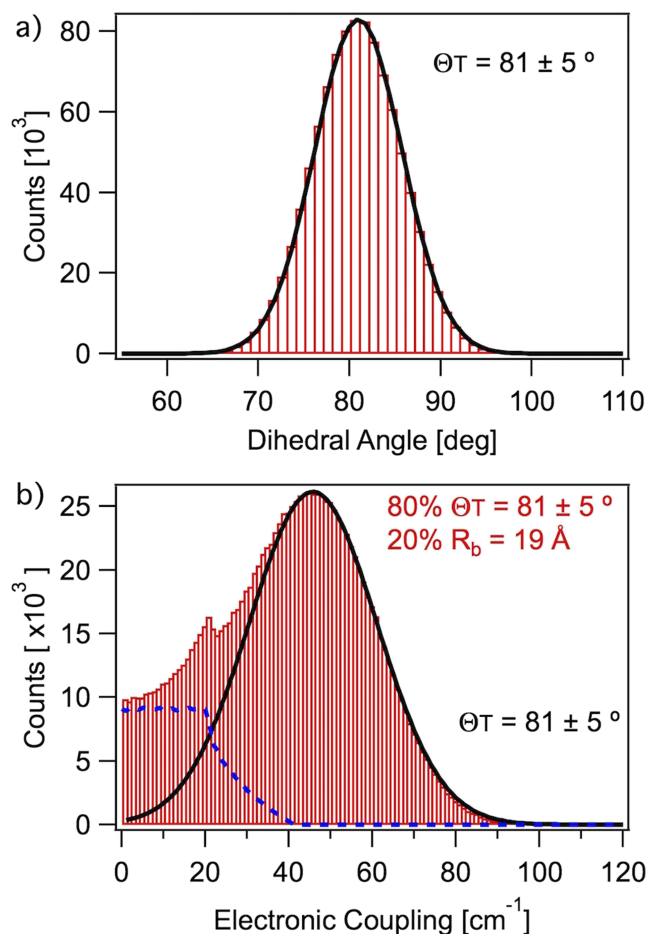 a)
80
60
40
20
0
Counts [10³]
ΘT = 81 ± 5 º
60 70 80 90 100 110
Dihedral Angle [deg]
b)
25
20
15
10
5
0
Counts [ x10³]
80% ΘT = 81 ± 5 º
20% R_b = 19 Å
ΘT = 81 ± 5 º
0 20 40 60 80 100 120
Electronic Coupling [cm⁻¹]